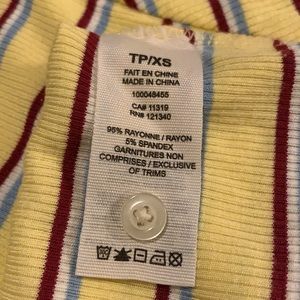 TP/XS
FAIT EN CHINE
MADE IN CHINA
100048455
CA# 11319
RN# 121340
95% RAYONNE / RAYON
5% SPANDEX
GARNITURES NON
COMPRISES / EXCLUSIVE
OF TRIMS